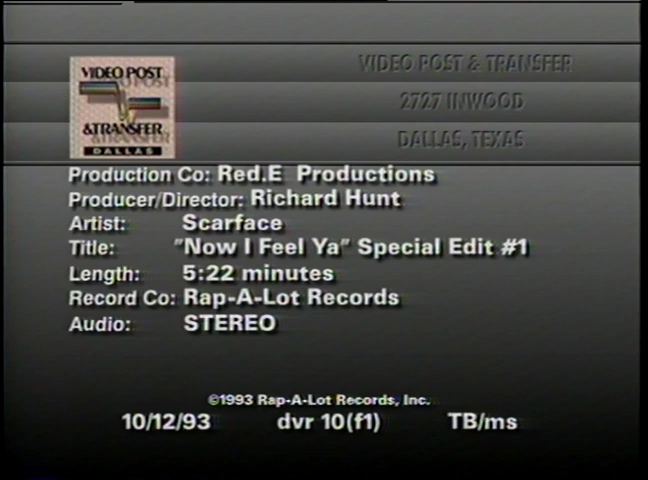 VIDEO POST
& TRANSFER
DALLAS
VIDEO POST & TRANSFER
2727 INWOOD
DALLAS, TEXAS
Production Co: Red.E Productions
Producer/Director: Richard Hunt
Artist: Scarface
Title: "Now I Feel Ya" Special Edit #1
Length: 5:22 minutes
Record Co: Rap-A-Lot Records
Audio: STEREO
©1993 Rap-A-Lot Records, Inc.
10/12/93 dvr 10(f1) TB/ms